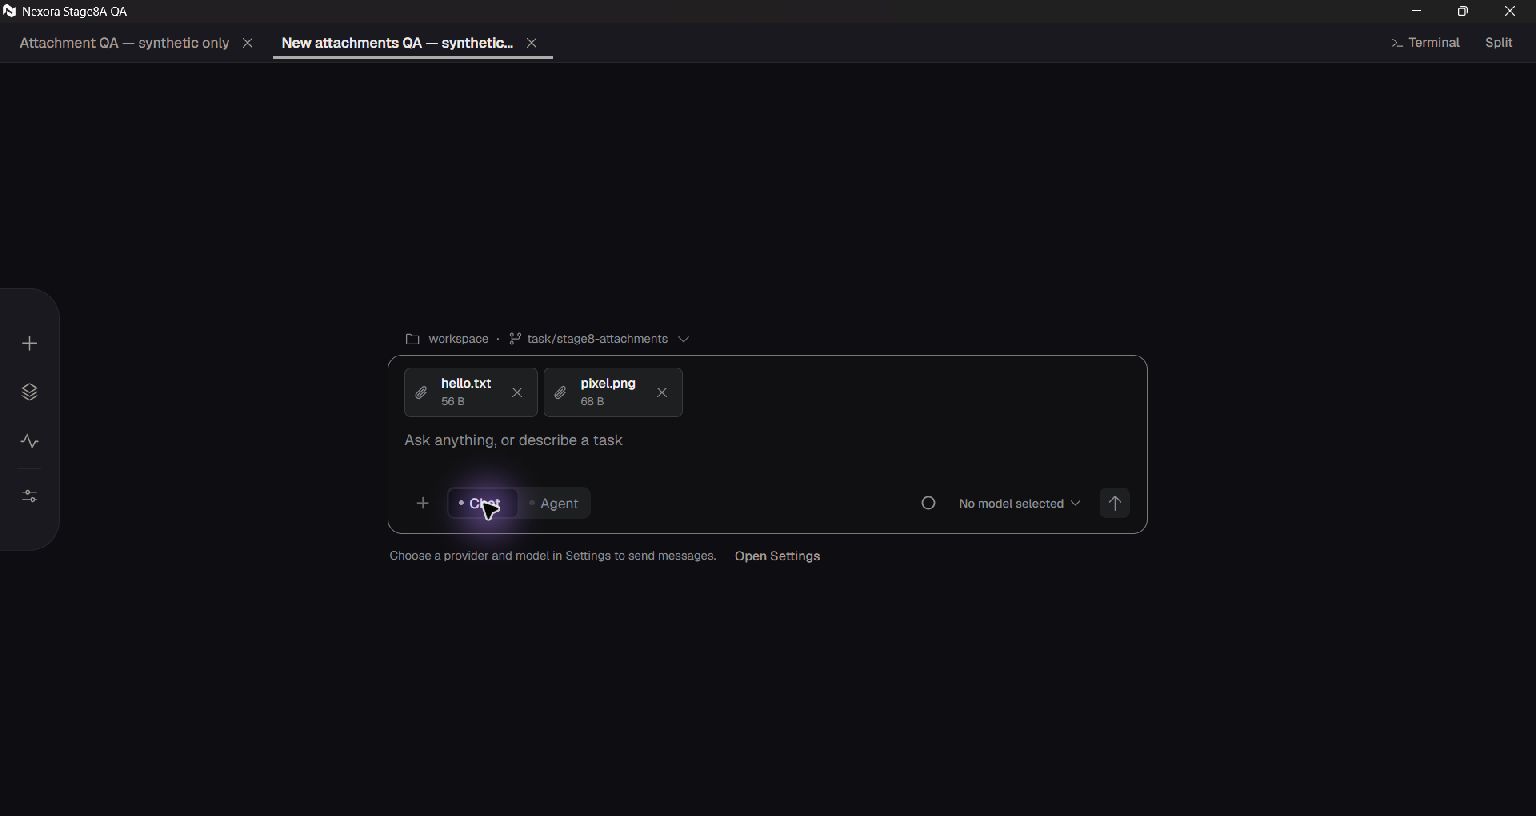 Nexora Stage8A QA
Attachment QA — synthetic only
New attachments QA — synthetic...
Terminal
Split
workspace · task/stage8-attachments
hello.txt
56 B
pixel.png
68 B
Ask anything, or describe a task
Chat
Agent
No model selected
Choose a provider and model in Settings to send messages.
Open Settings